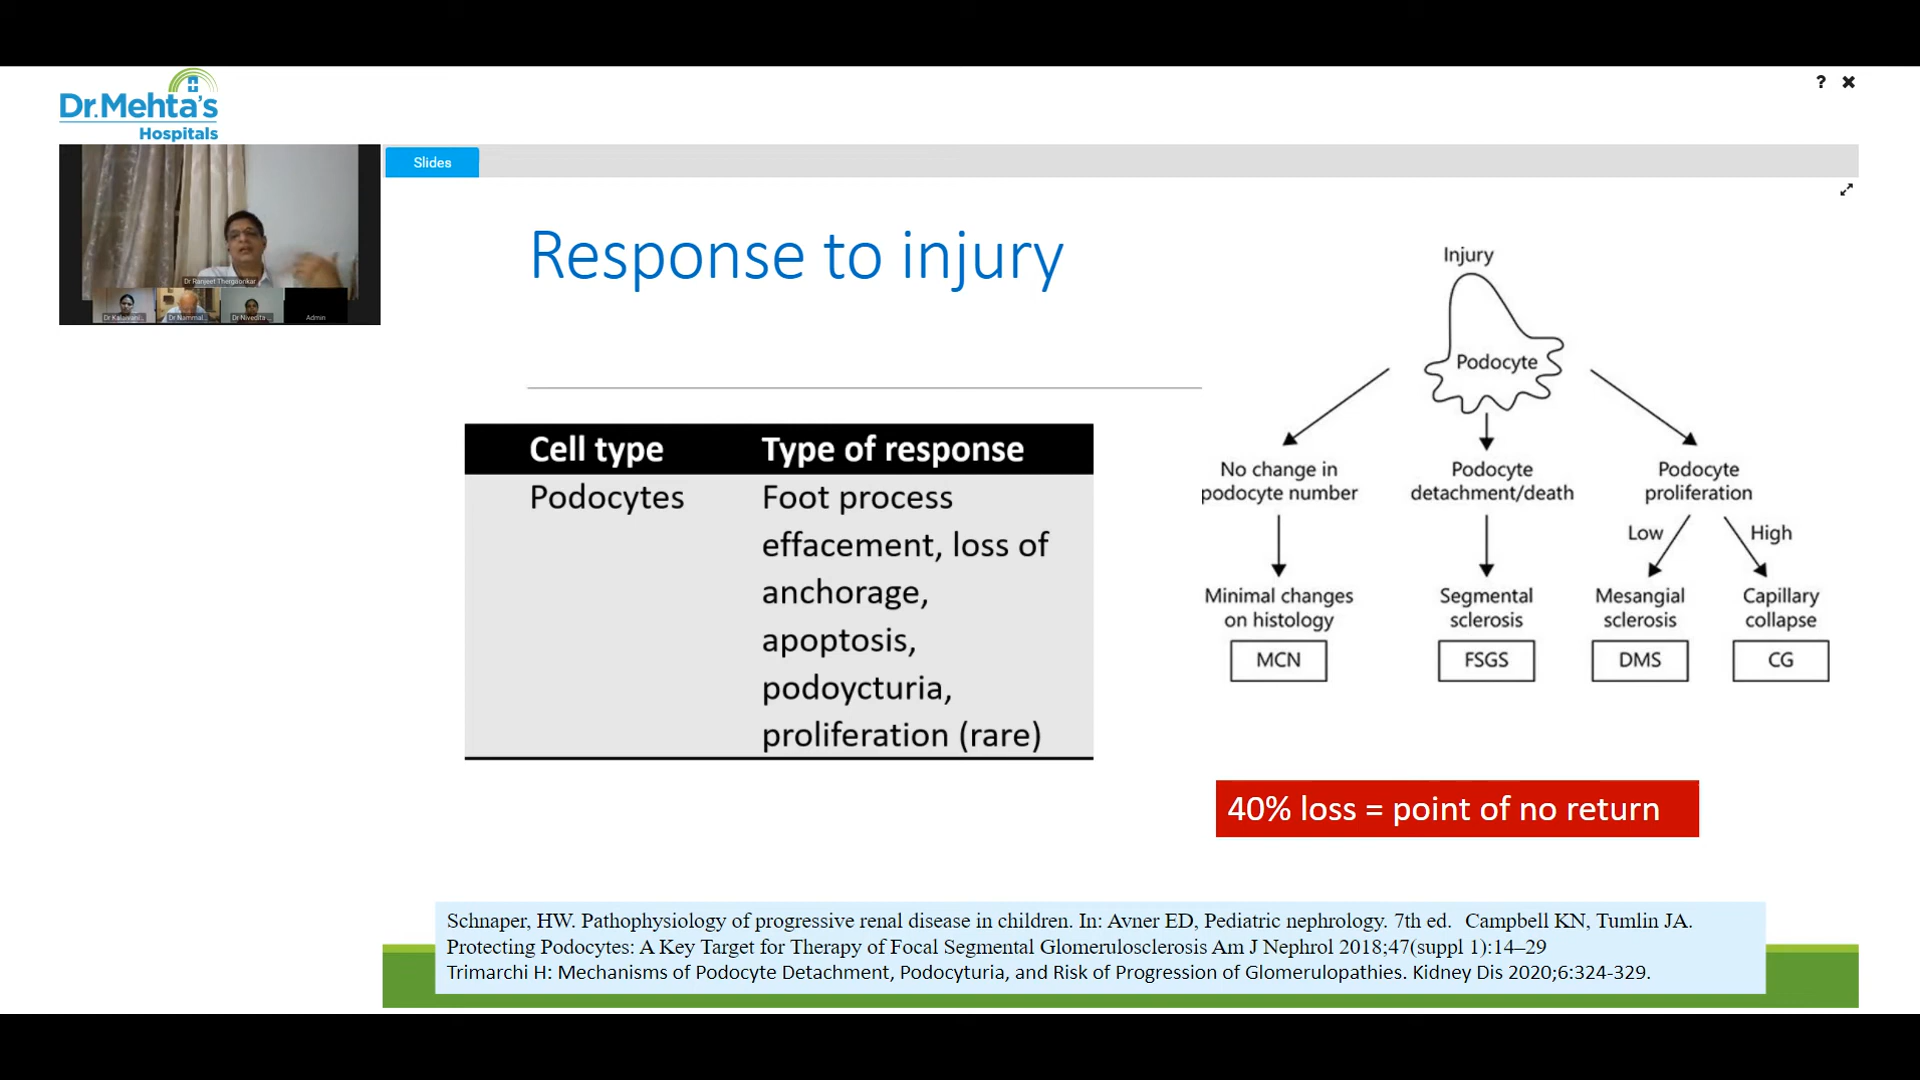 Dr.Mehta's
Hospitals
? ✖
Slides
Dr Ranjeet Thergaonkar
Admin
Response to injury
Cell type Type of response
Podocytes Foot process
effacement, loss of
anchorage,
apoptosis,
podoycturia,
proliferation (rare)
Injury
Podocyte
No change in
podocyte number
Podocyte
detachment/death
Podocyte
proliferation
Low High
Minimal changes
on histology
Segmental
sclerosis
Mesangial
sclerosis
Capillary
collapse
MCN FSGS DMS CG
40% loss = point of no return
Schnaper, HW. Pathophysiology of progressive renal disease in children. In: Avner ED, Pediatric nephrology. 7th ed. Campbell KN, Tumlin JA.
Protecting Podocytes: A Key Target for Therapy of Focal Segmental Glomerulosclerosis Am J Nephrol 2018;47(suppl 1):14–29
Trimarchi H: Mechanisms of Podocyte Detachment, Podocyturia, and Risk of Progression of Glomerulopathies. Kidney Dis 2020;6:324-329.